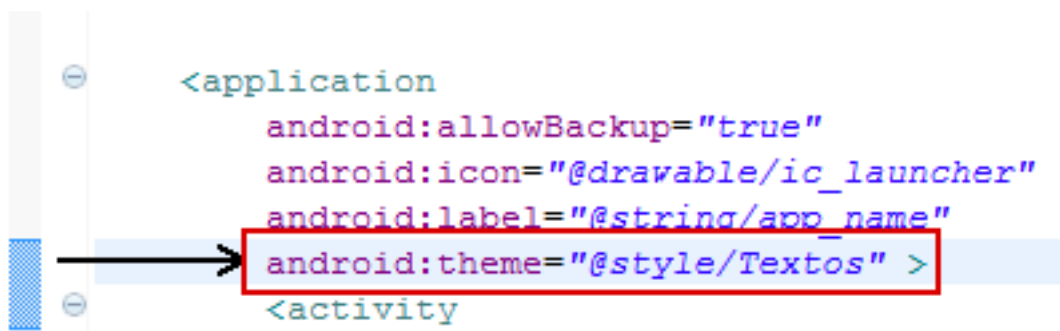 <application
android:allowBackup="true"
android:icon="@drawable/ic_launcher"
android:label="@string/app_name"
android:theme="@style/Textos" >
<activity